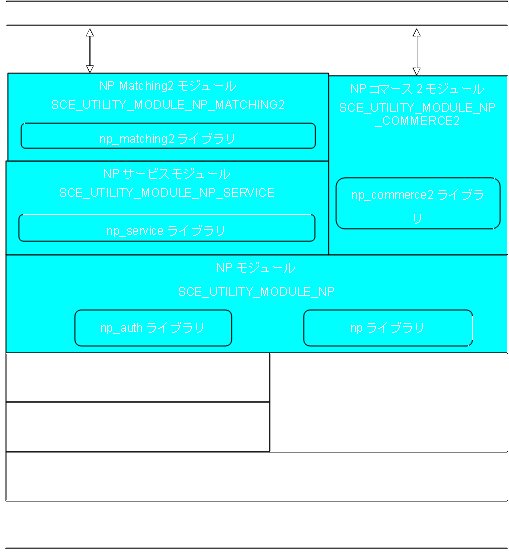 NP Matching2 モジュール
SCE_UTILITY_MODULE_NP_MATCHING2
np_matching2 ライブラリ
NP コマース 2 モジュール
SCE_UTILITY_MODULE_NP
_COMMERCE2
np_commerce2 ライブラ
リ
NP サービスモジュール
SCE_UTILITY_MODULE_NP_SERVICE
np_service ライブラリ
NP モジュール
SCE_UTILITY_MODULE_NP
np_auth ライブラリ
np ライブラリ